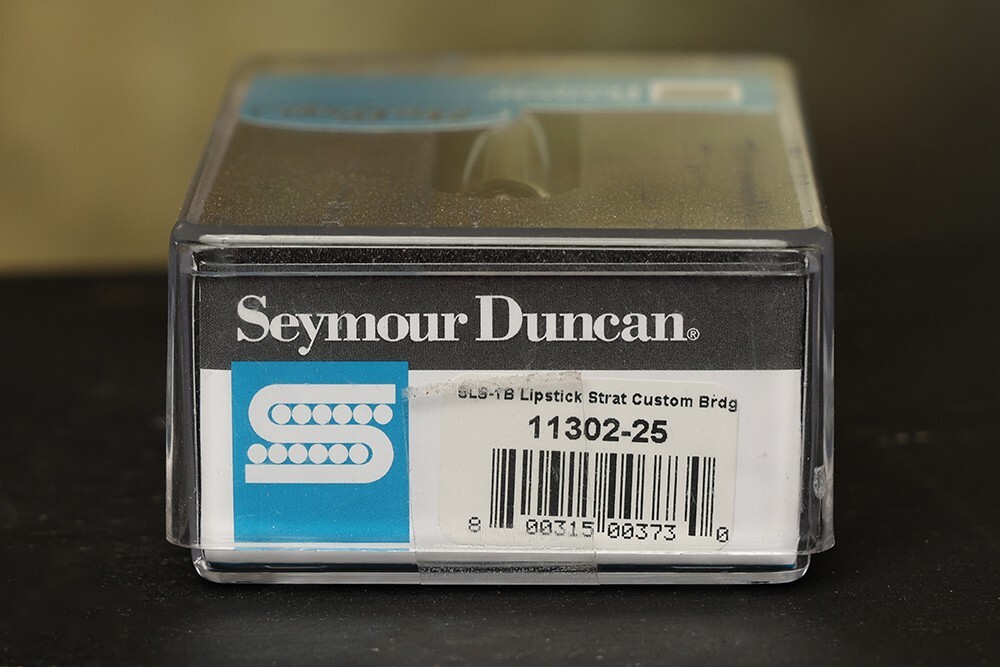 Seymour Duncan®
SLS-1B Lipstick Strat Custom Brdg
11302-25
8 00315 00373 0